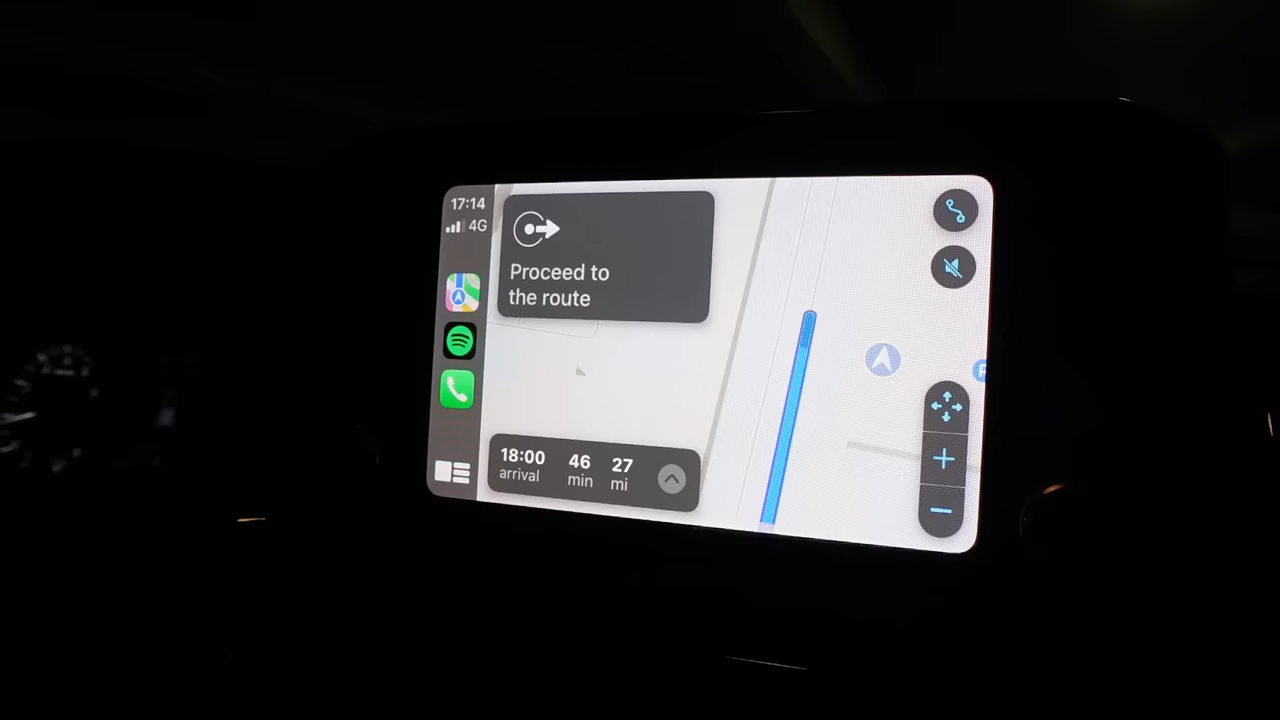 17:14
4G
Proceed to
the route
18:00 46 27
arrival min mi
P